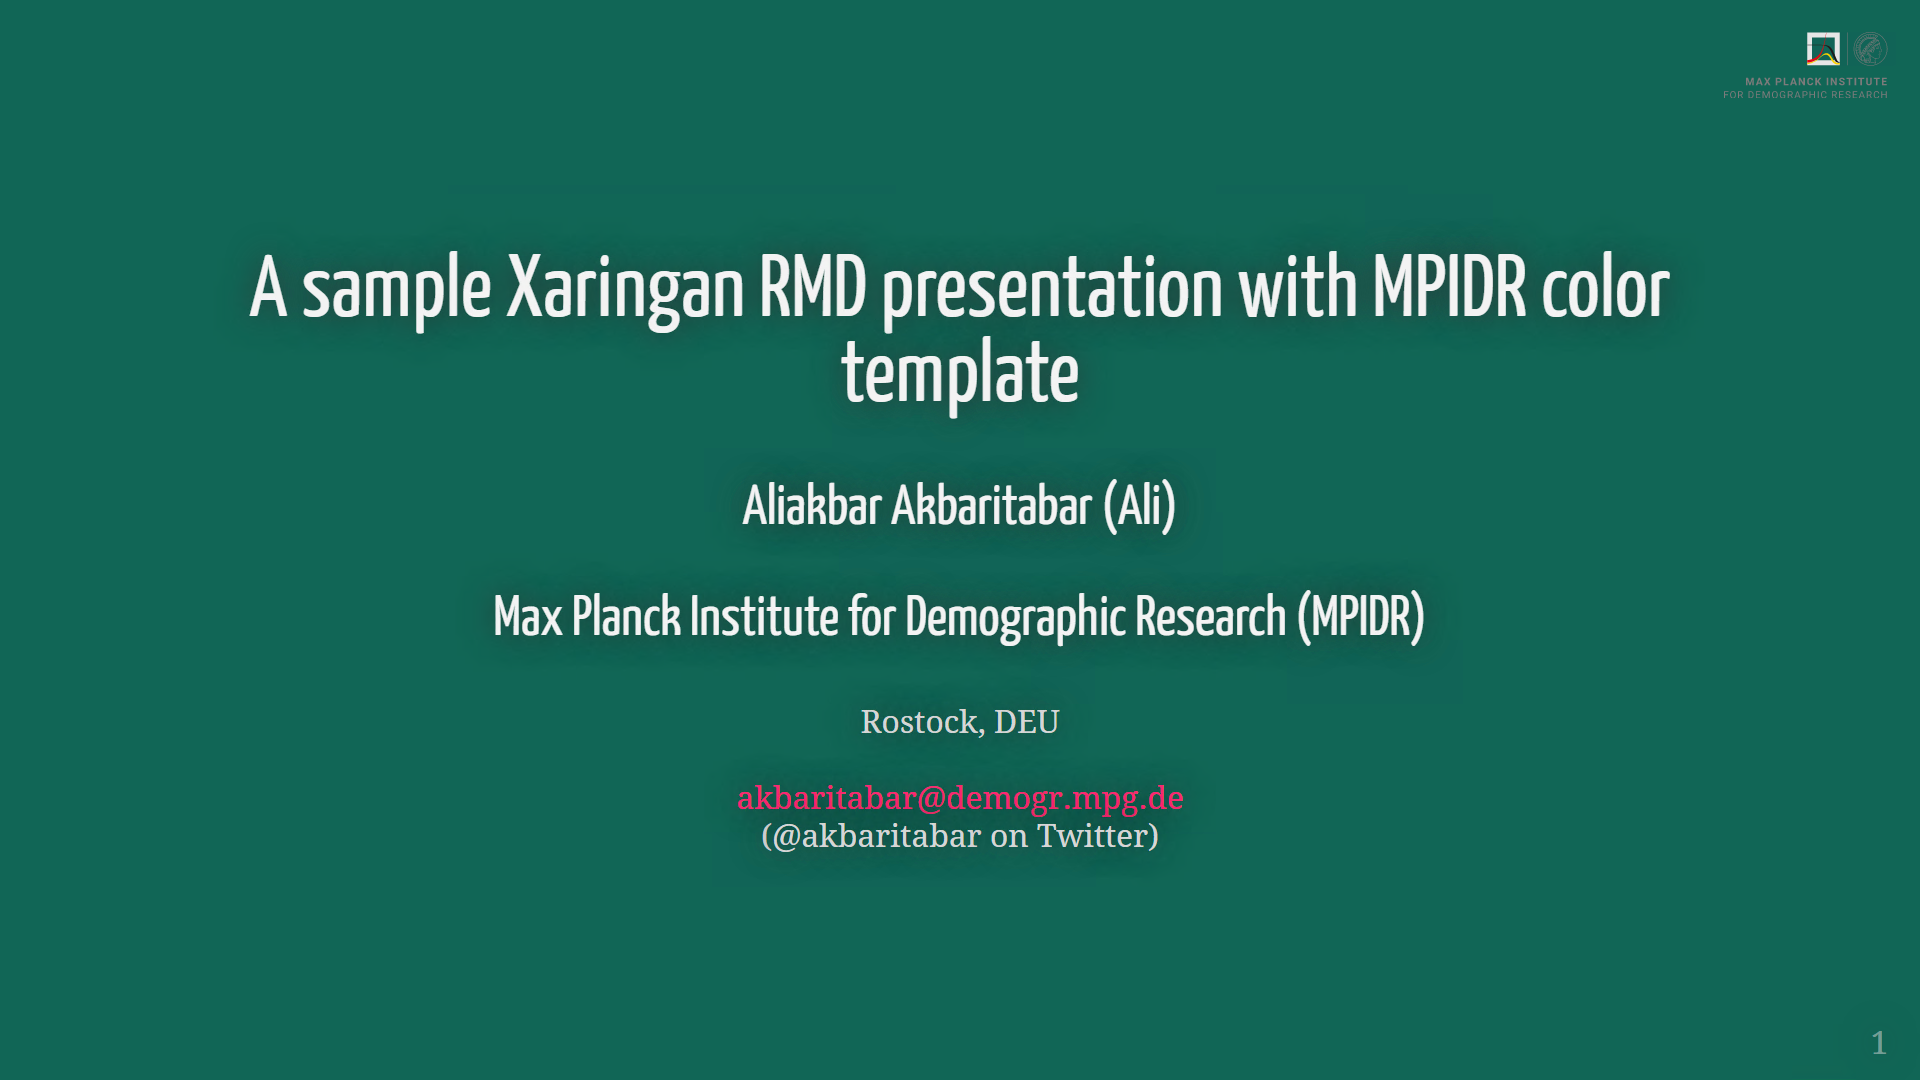 MAX PLANCK INSTITUTE
FOR DEMOGRAPHIC RESEARCH
A sample Xaringan RMD presentation with MPIDR color
template
Aliakbar Akbaritabar (Ali)
Max Planck Institute for Demographic Research (MPIDR)
Rostock, DEU
akbaritabar@demogr.mpg.de
(@akbaritabar on Twitter)
1